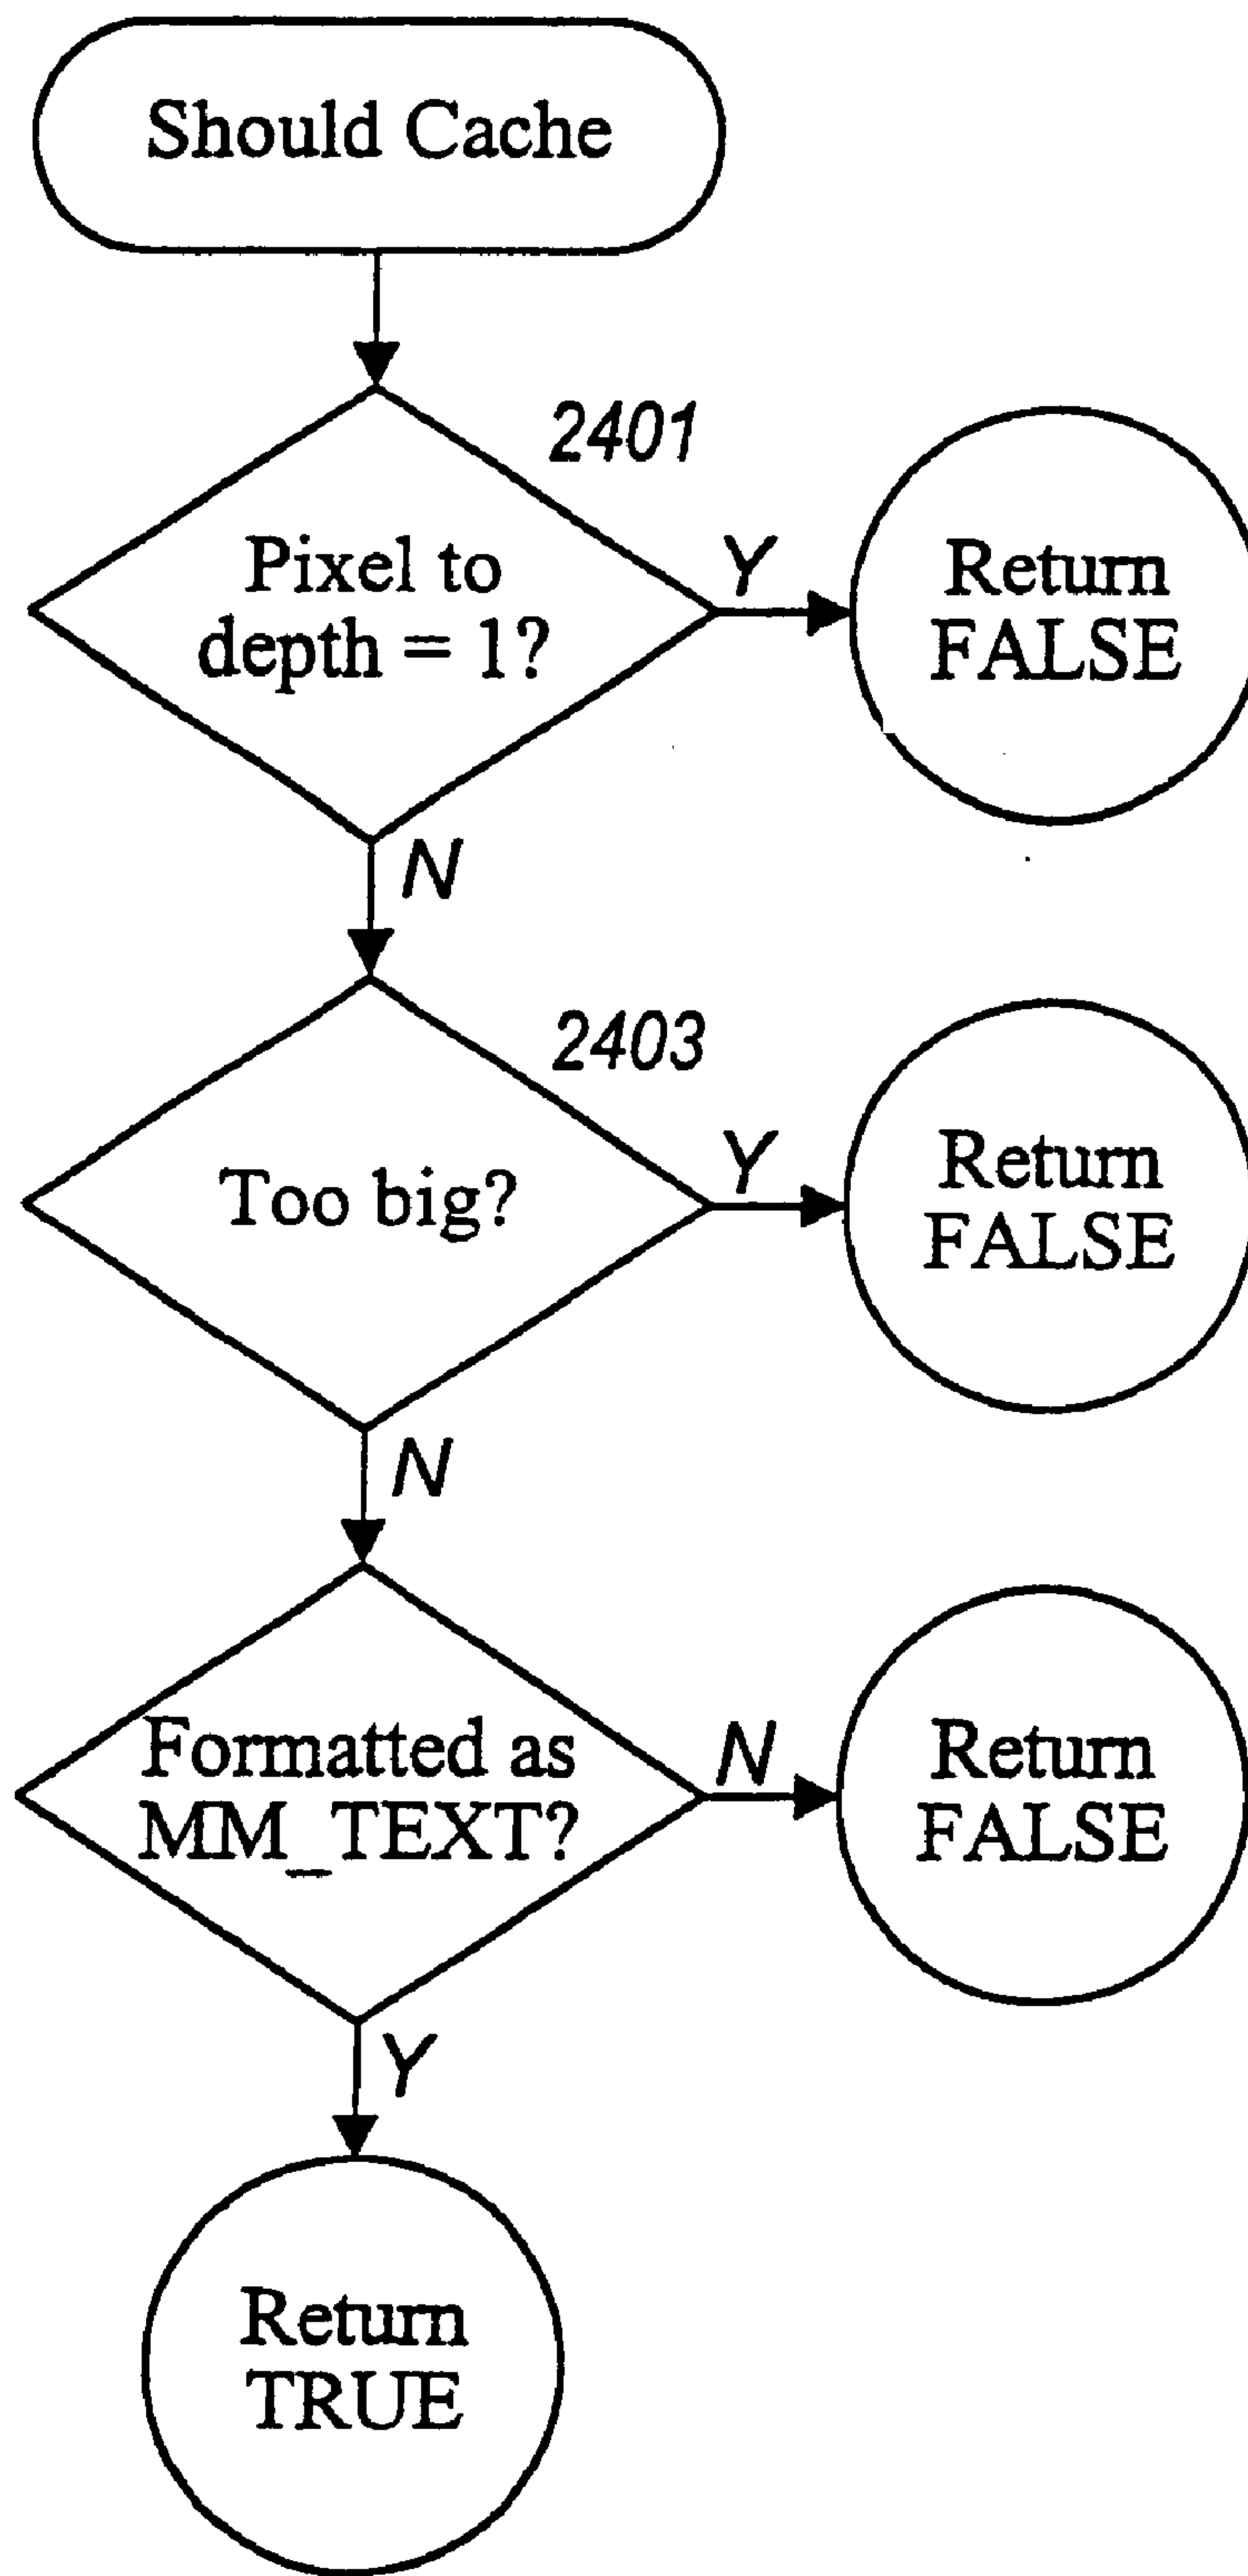 Should Cache
2401
Pixel to
depth = 1?
Y
Return
FALSE
N
2403
Too big?
Y
Return
FALSE
N
Formatted as
MM_TEXT?
N
Return
FALSE
Y
Return
TRUE